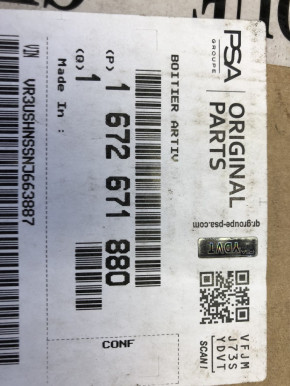 PSA
GROUPE
ORIGINAL
PARTS
qr.groupe-psa.com
YDVT
VFJM
J73S
YDVT
SCAN!
BOITIER ARTIV
(P) 1 672 671 880
(Q) 1
Made In :
CONF
VIN VR3USHNSSNJ663887